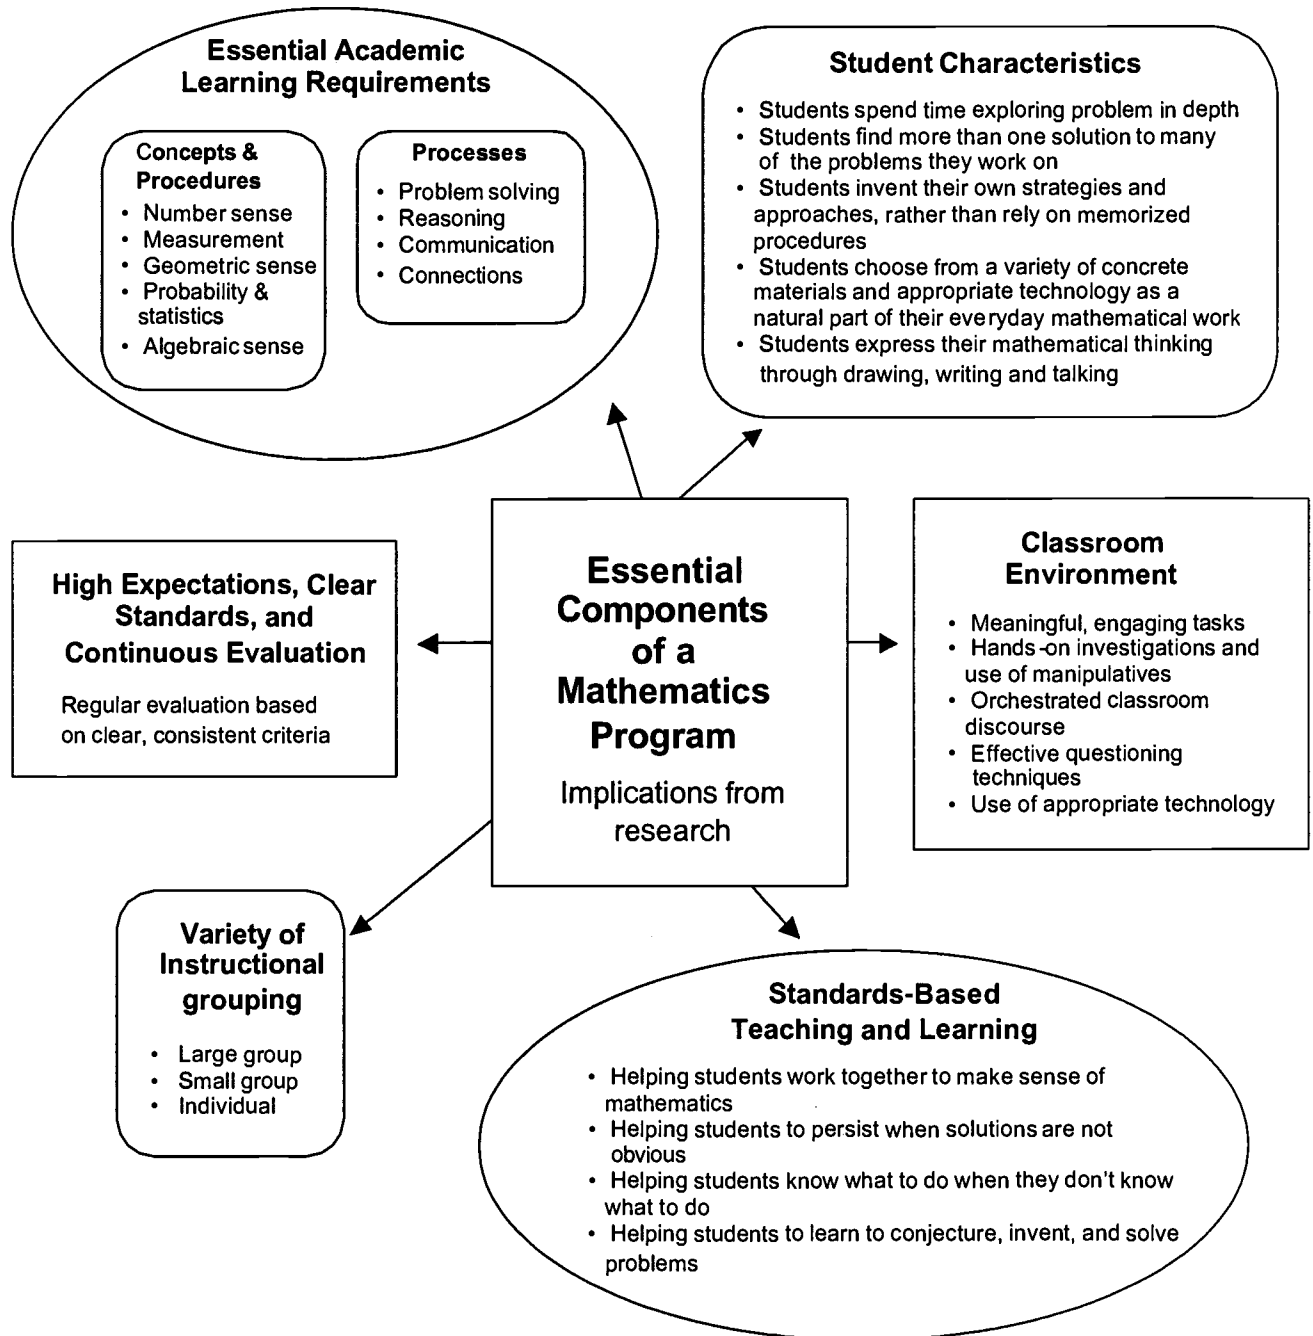 Essential Academic
Learning Requirements
Concepts &
Procedures
• Number sense
• Measurement
• Geometric sense
• Probability &
statistics
• Algebraic sense
Processes
• Problem solving
• Reasoning
• Communication
• Connections
Student Characteristics
• Students spend time exploring problem in depth
• Students find more than one solution to many
of the problems they work on
• Students invent their own strategies and
approaches, rather than rely on memorized
procedures
• Students choose from a variety of concrete
materials and appropriate technology as a
natural part of their everyday mathematical work
• Students express their mathematical thinking
through drawing, writing and talking
High Expectations, Clear
Standards, and
Continuous Evaluation
Regular evaluation based
on clear, consistent criteria
Essential
Components
of a
Mathematics
Program
Implications from
research
Classroom
Environment
• Meaningful, engaging tasks
• Hands-on investigations and
use of manipulatives
• Orchestrated classroom
discourse
• Effective questioning
techniques
• Use of appropriate technology
Variety of
Instructional
grouping
• Large group
• Small group
• Individual
Standards-Based
Teaching and Learning
• Helping students work together to make sense of
mathematics
• Helping students to persist when solutions are not
obvious
• Helping students know what to do when they don't know
what to do
• Helping students to learn to conjecture, invent, and solve
problems